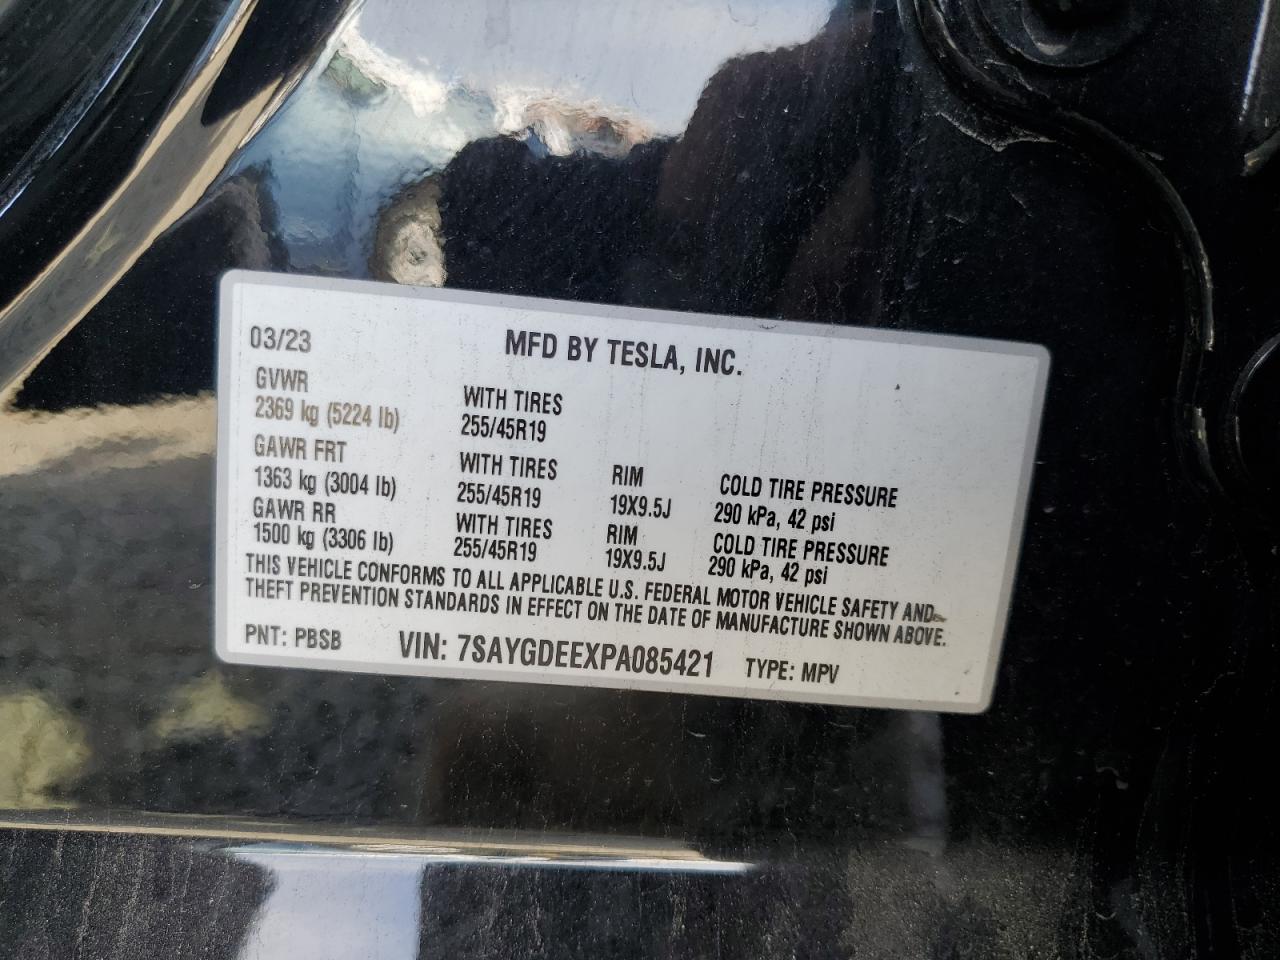 03/23 MFD BY TESLA, INC.
GVWR
2369 kg (5224 lb) WITH TIRES
255/45R19
GAWR FRT
1363 kg (3004 lb) WITH TIRES RIM COLD TIRE PRESSURE
255/45R19 19X9.5J 290 kPa, 42 psi
GAWR RR
1500 kg (3306 lb) WITH TIRES RIM COLD TIRE PRESSURE
255/45R19 19X9.5J 290 kPa, 42 psi
THIS VEHICLE CONFORMS TO ALL APPLICABLE U.S. FEDERAL MOTOR VEHICLE SAFETY AND
THEFT PREVENTION STANDARDS IN EFFECT ON THE DATE OF MANUFACTURE SHOWN ABOVE.
PNT: PBSB VIN: 7SAYGDEEXPA085421 TYPE: MPV